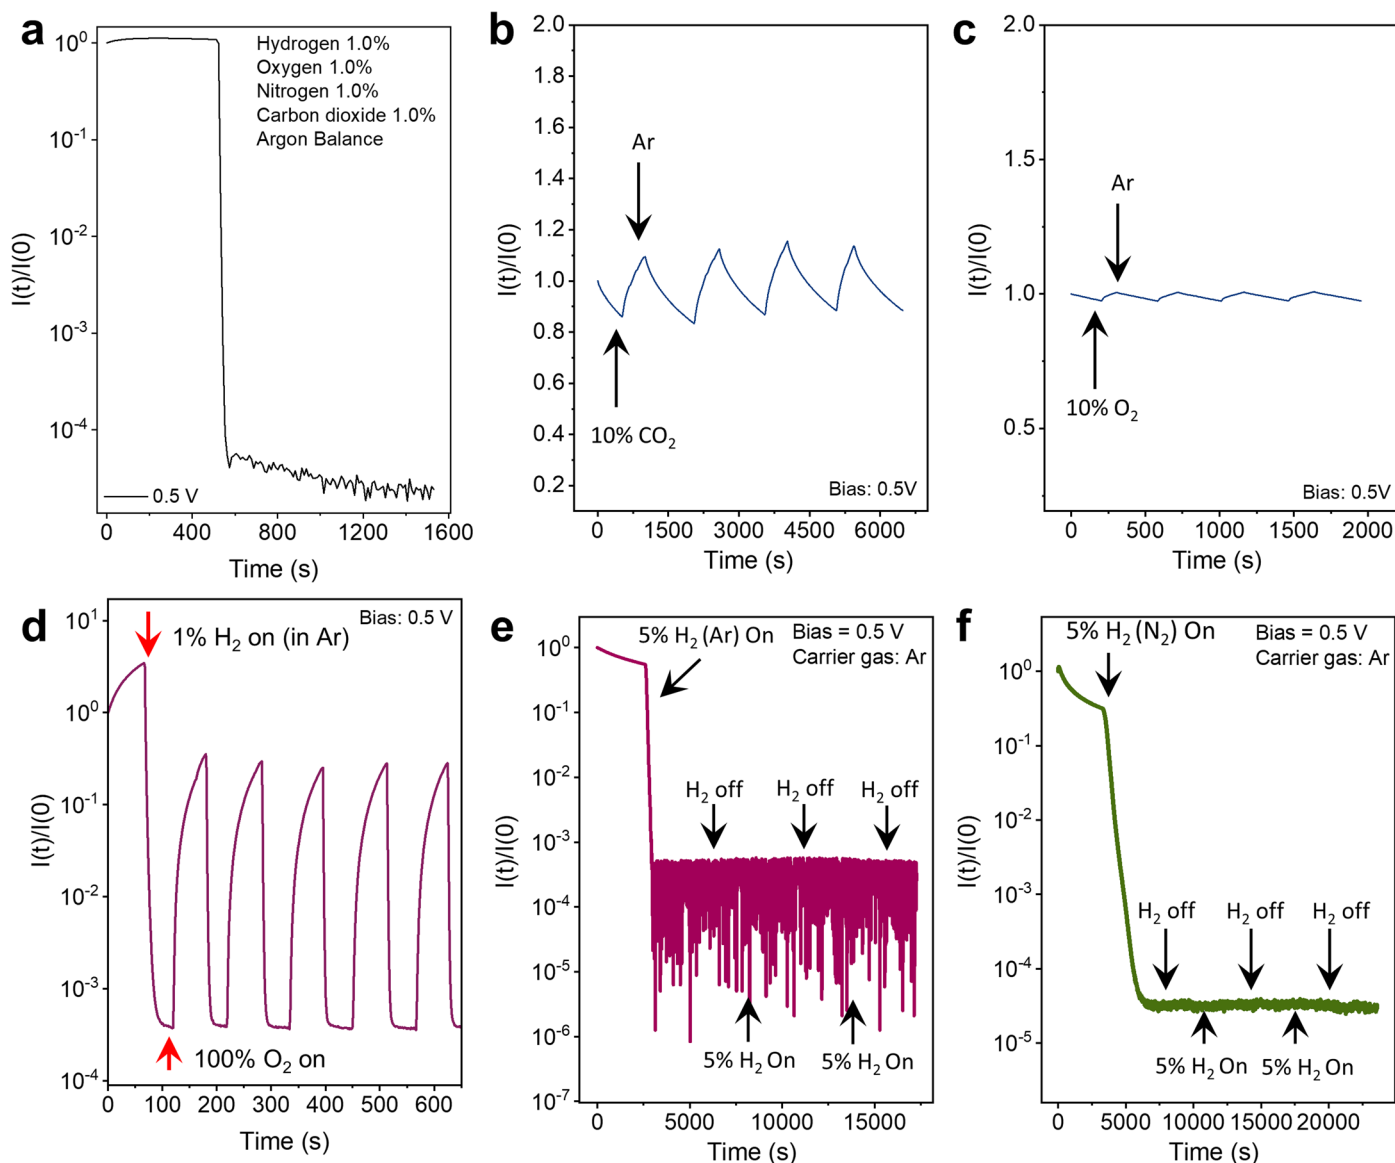 a
10⁰
10⁻¹
10⁻²
10⁻³
10⁻⁴
I(t)/I(0)
Hydrogen 1.0%
Oxygen 1.0%
Nitrogen 1.0%
Carbon dioxide 1.0%
Argon Balance
0.5 V
0 400 800 1200 1600
Time (s)
b
2.0
1.8
1.6
1.4
1.2
1.0
0.8
0.6
0.4
0.2
I(t)/I(0)
Ar
10% CO₂
Bias: 0.5V
0 1500 3000 4500 6000
Time (s)
c
2.0
1.5
1.0
0.5
I(t)/I(0)
Ar
10% O₂
Bias: 0.5V
0 500 1000 1500 2000
Time (s)
d
10¹
10⁰
10⁻¹
10⁻²
10⁻³
10⁻⁴
I(t)/I(0)
Bias: 0.5 V
1% H₂ on (in Ar)
100% O₂ on
0 100 200 300 400 500 600
Time (s)
e
10⁰
10⁻¹
10⁻²
10⁻³
10⁻⁴
10⁻⁵
10⁻⁶
10⁻⁷
I(t)/I(0)
5% H₂ (Ar) On
Bias = 0.5 V
Carrier gas: Ar
H₂ off H₂ off H₂ off
5% H₂ On 5% H₂ On
0 5000 10000 15000
Time (s)
f
10⁰
10⁻¹
10⁻²
10⁻³
10⁻⁴
10⁻⁵
I(t)/I(0)
5% H₂ (N₂) On
Bias = 0.5 V
Carrier gas: Ar
H₂ off H₂ off H₂ off
5% H₂ On 5% H₂ On
0 5000 10000 15000 20000
Time (s)